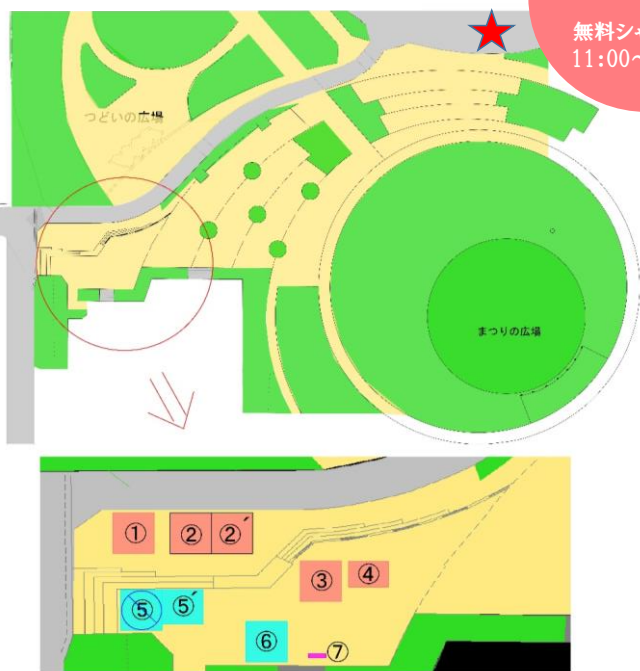 無料シャ
11:00~
つどいの広場
まつりの広場
① ② ②´
③ ④
⑤ ⑤´
⑥ ⑦